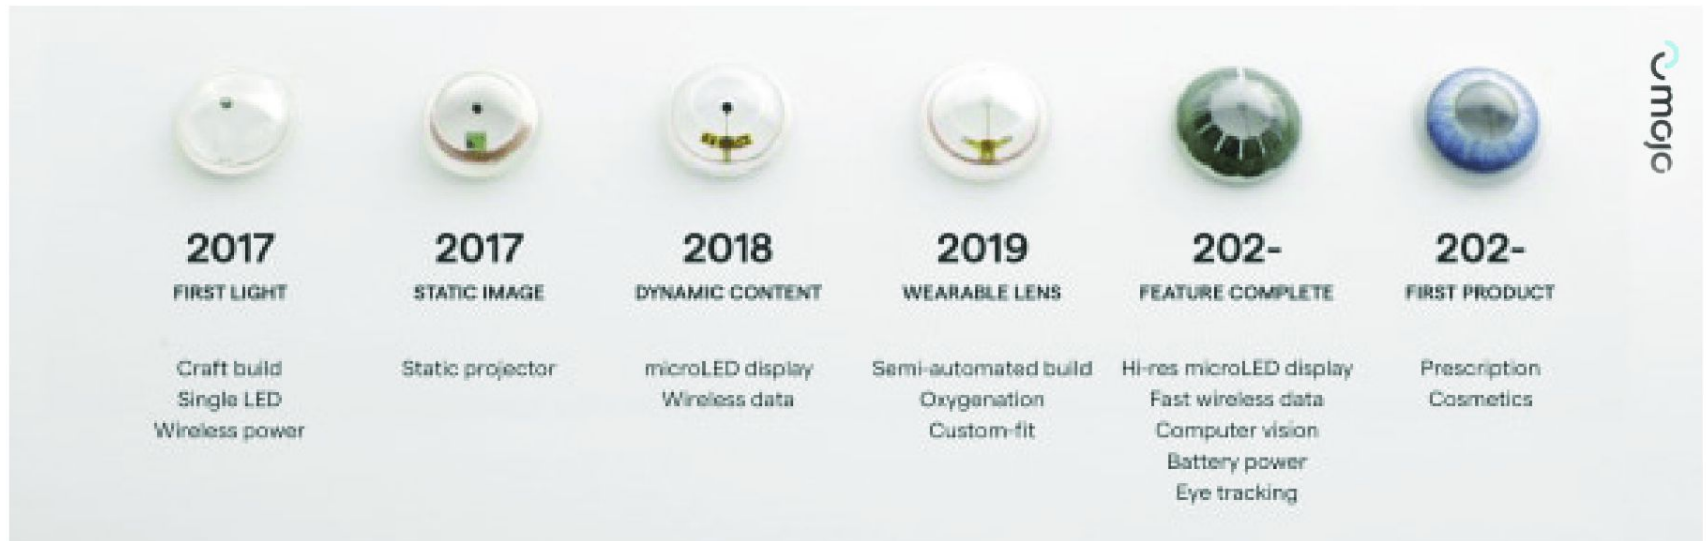 mojo
2017
FIRST LIGHT
Craft build
Single LED
Wireless power
2017
STATIC IMAGE
Static projector
2018
DYNAMIC CONTENT
microLED display
Wireless data
2019
WEARABLE LENS
Semi-automated build
Oxygenation
Custom-fit
202-
FEATURE COMPLETE
Hi-res microLED display
Fast wireless data
Computer vision
Battery power
Eye tracking
202-
FIRST PRODUCT
Prescription
Cosmetics